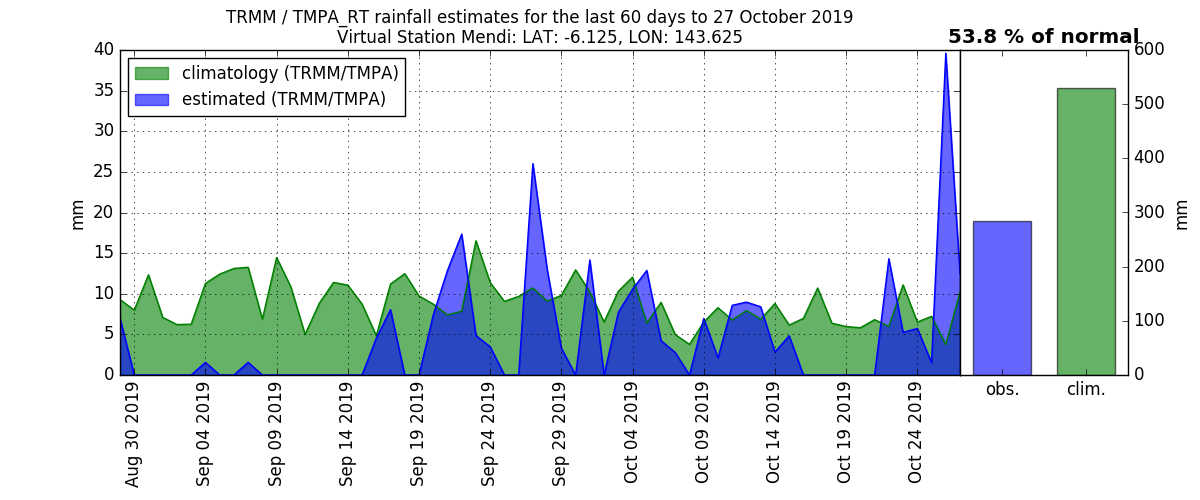 TRMM / TMPA_RT rainfall estimates for the last 60 days to 27 October 2019
Virtual Station Mendi: LAT: -6.125, LON: 143.625
53.8 % of normal
climatology (TRMM/TMPA)
estimated (TRMM/TMPA)
mm
40
35
30
25
20
15
10
5
0
Aug 30 2019
Sep 04 2019
Sep 09 2019
Sep 14 2019
Sep 19 2019
Sep 24 2019
Sep 29 2019
Oct 04 2019
Oct 09 2019
Oct 14 2019
Oct 19 2019
Oct 24 2019
600
500
400
300
200
100
0
mm
obs.
clim.